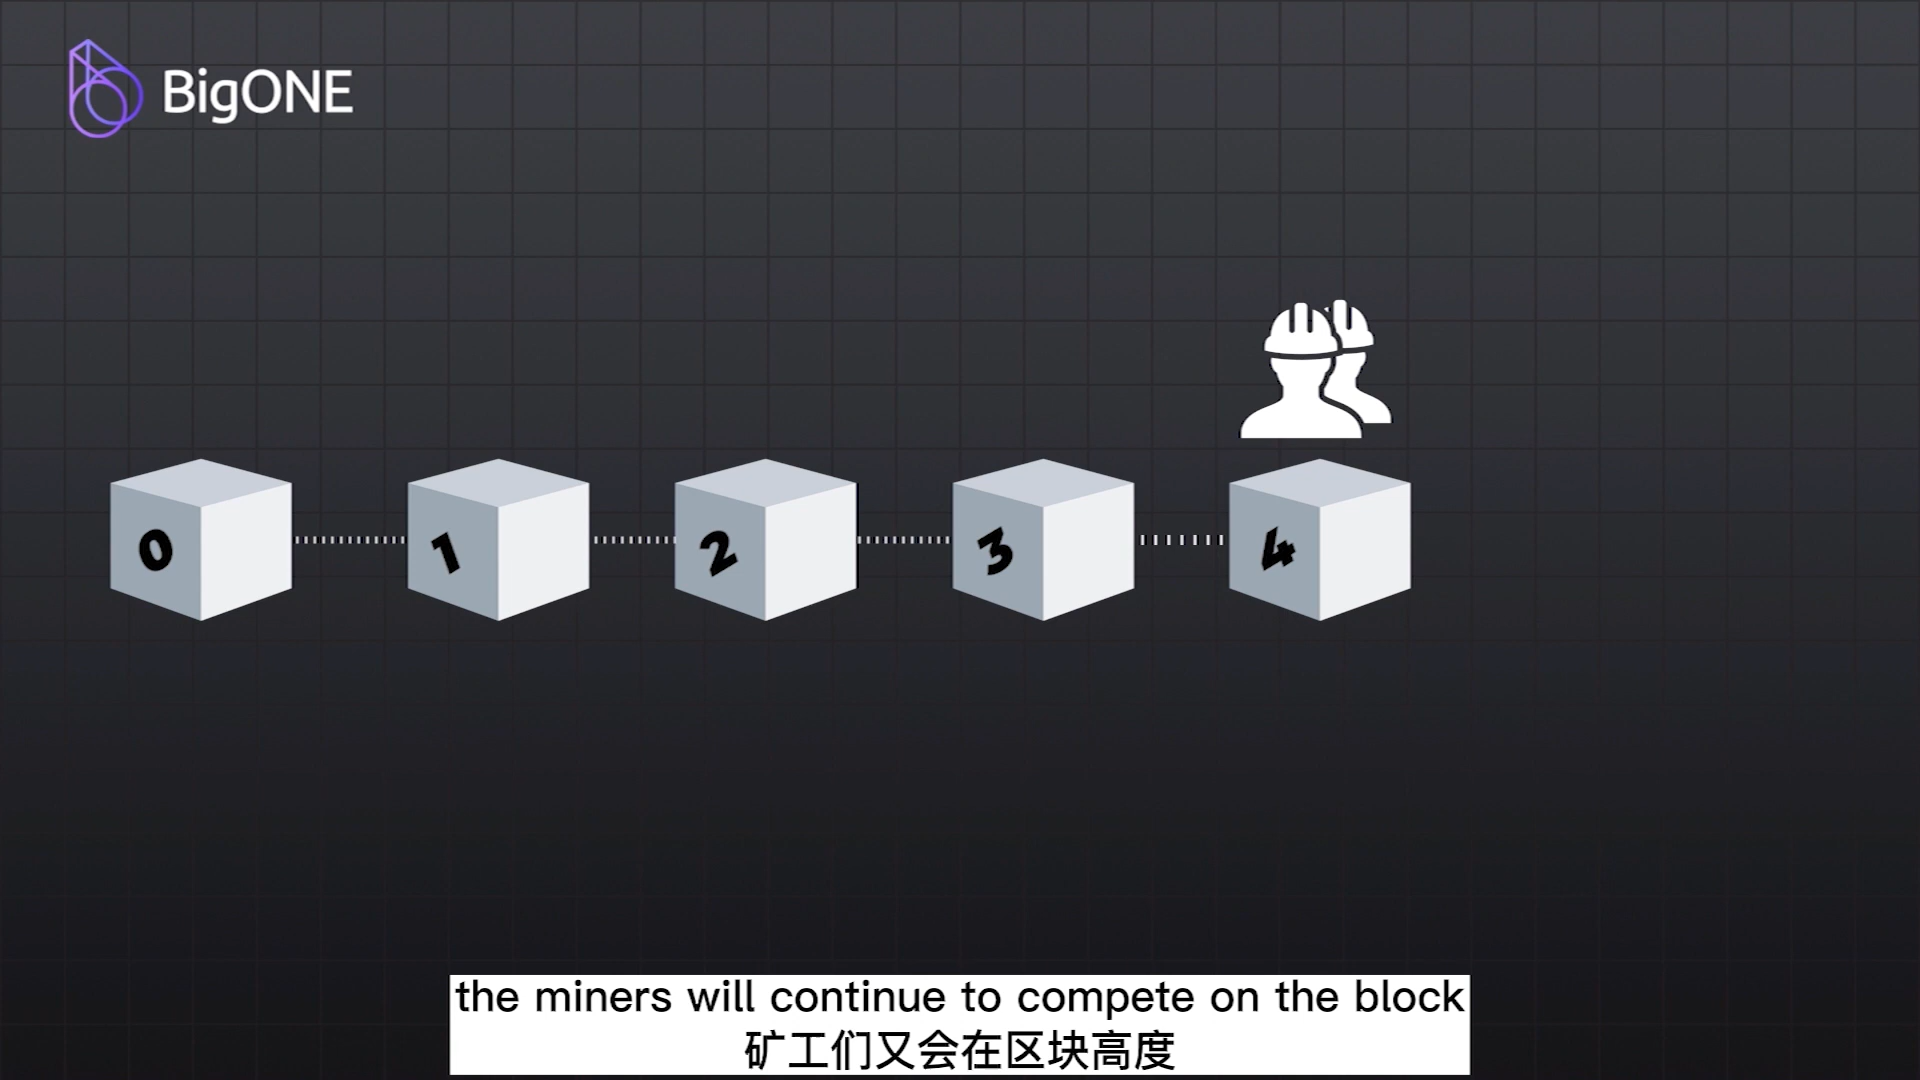 BigONE
0
1
2
3
4
the miners will continue to compete on the block
矿工们又会在区块高度